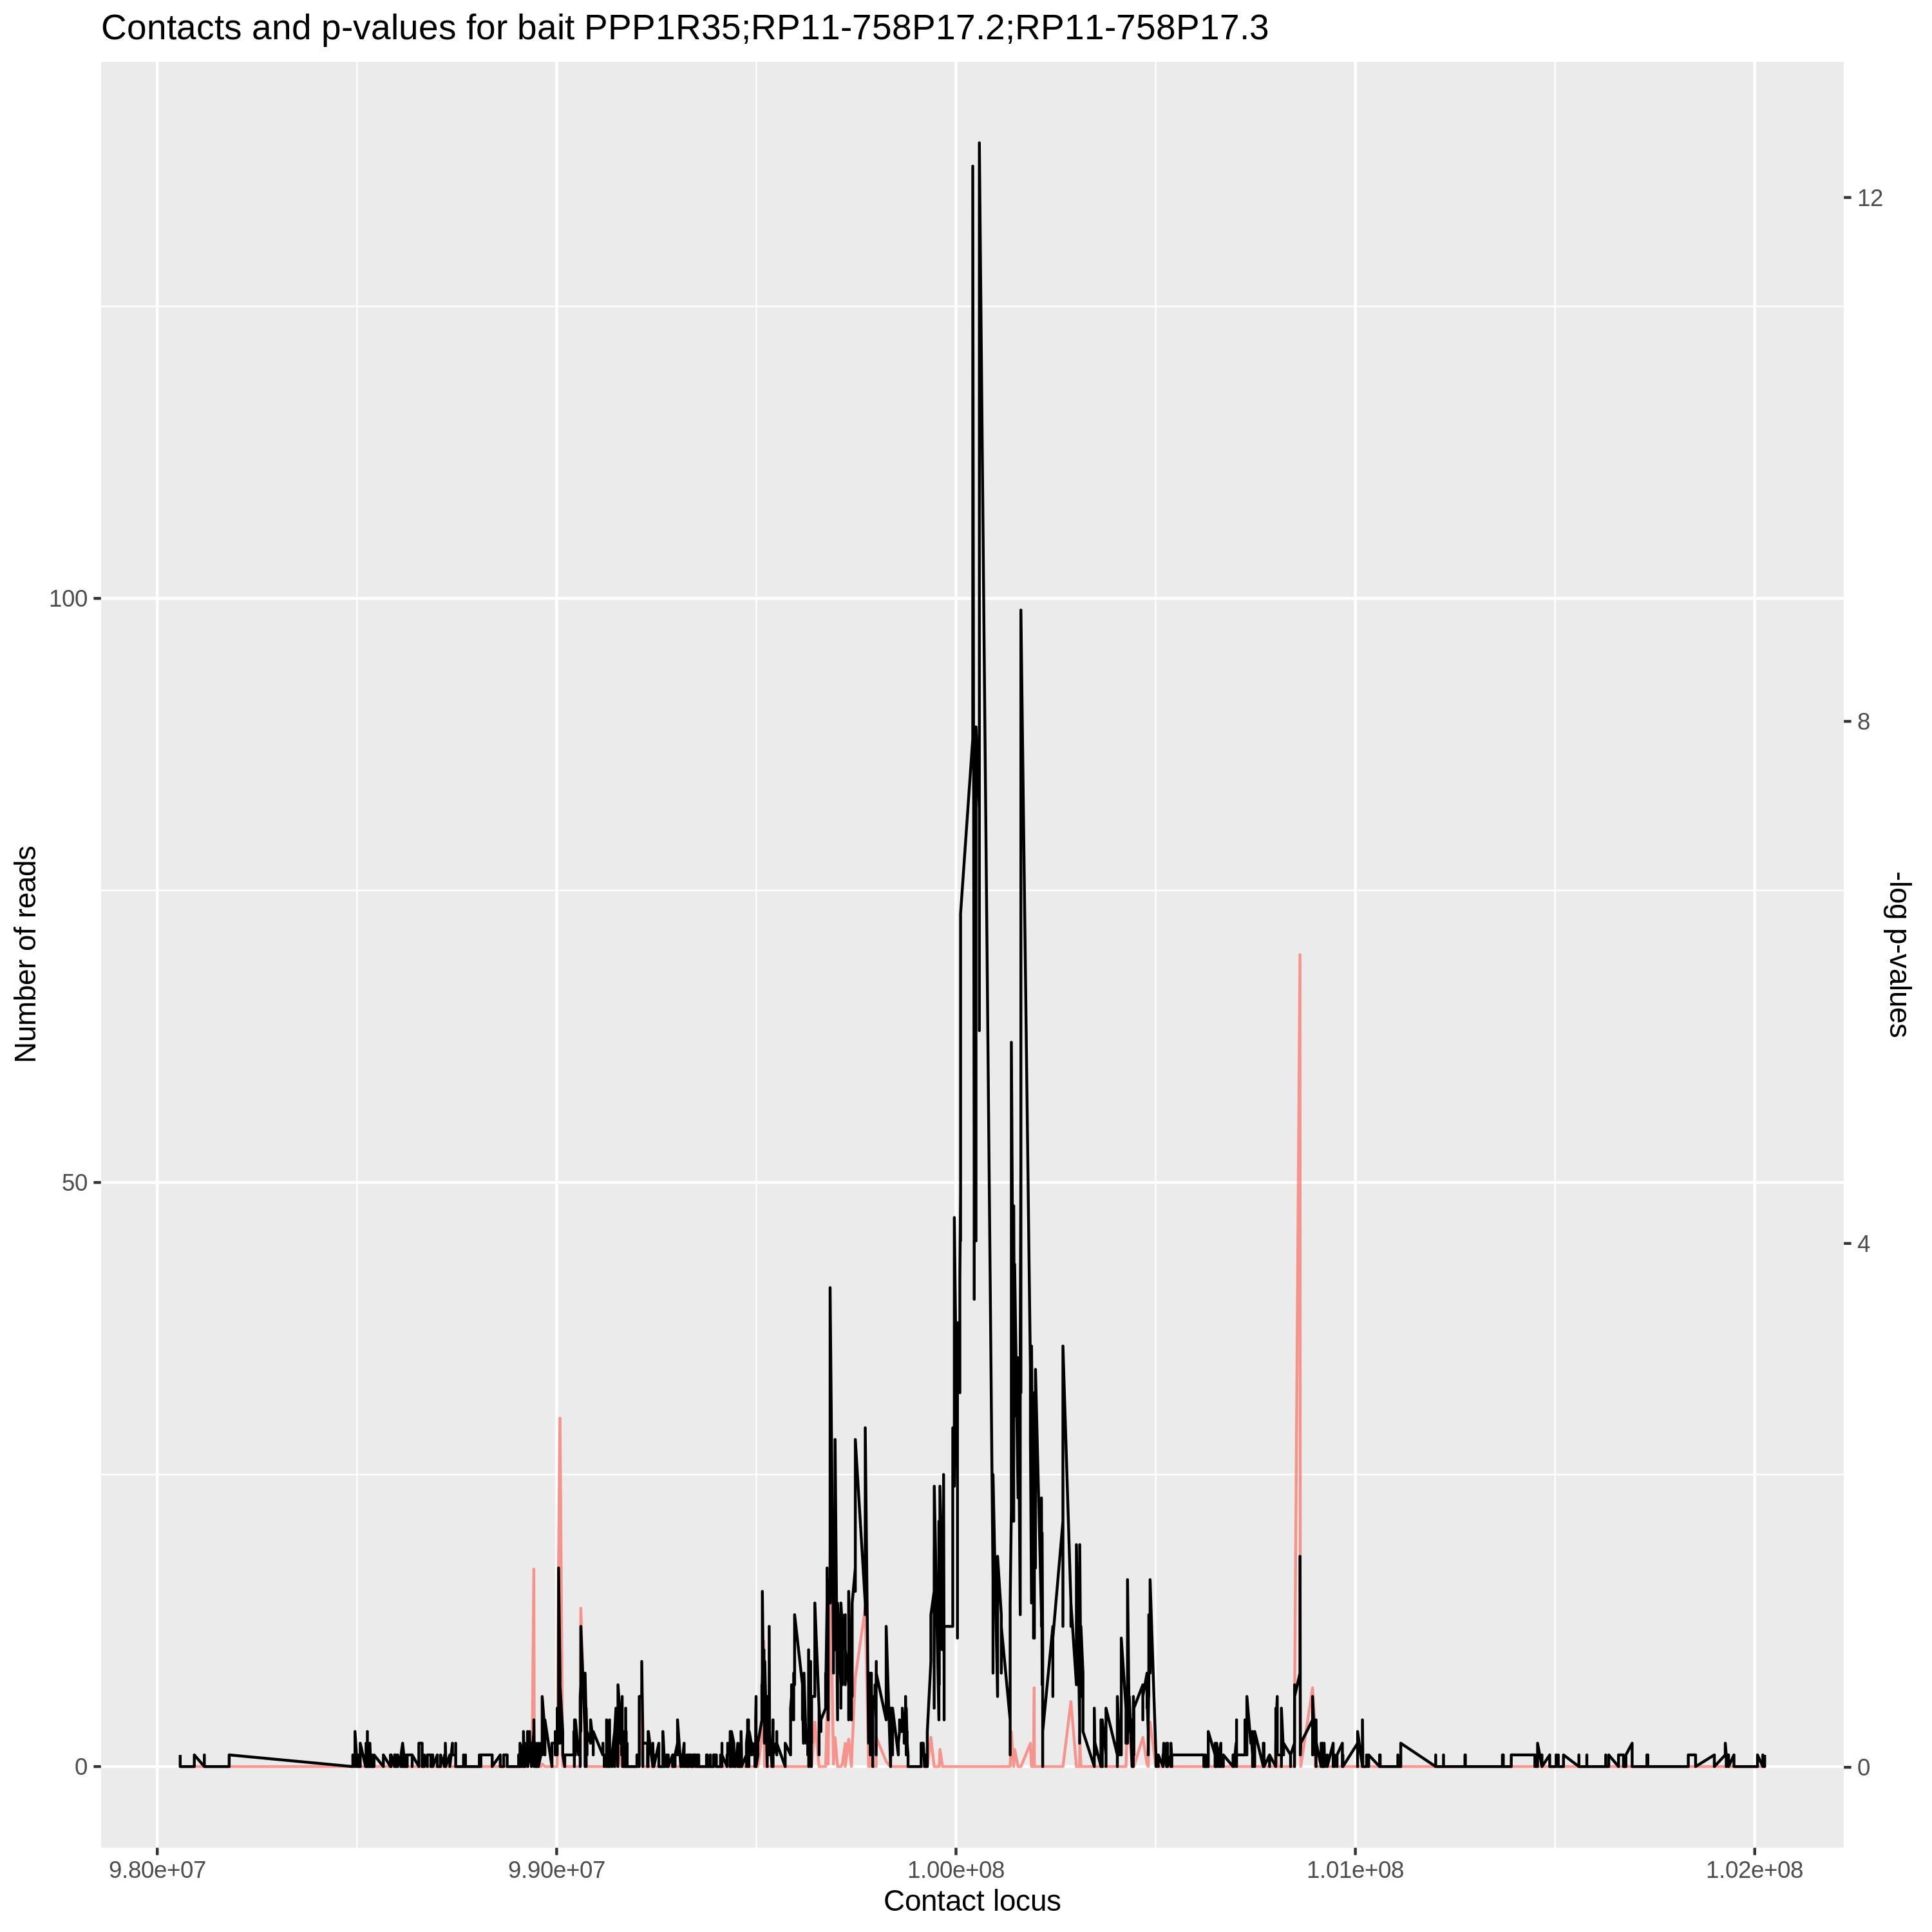 Contacts and p-values for bait PPP1R35;RP11-758P17.2;RP11-758P17.3
12
100
8
Number of reads
-log p-values
50
4
0
0
9.80e+07
9.90e+07
1.00e+08
1.01e+08
1.02e+08
Contact locus